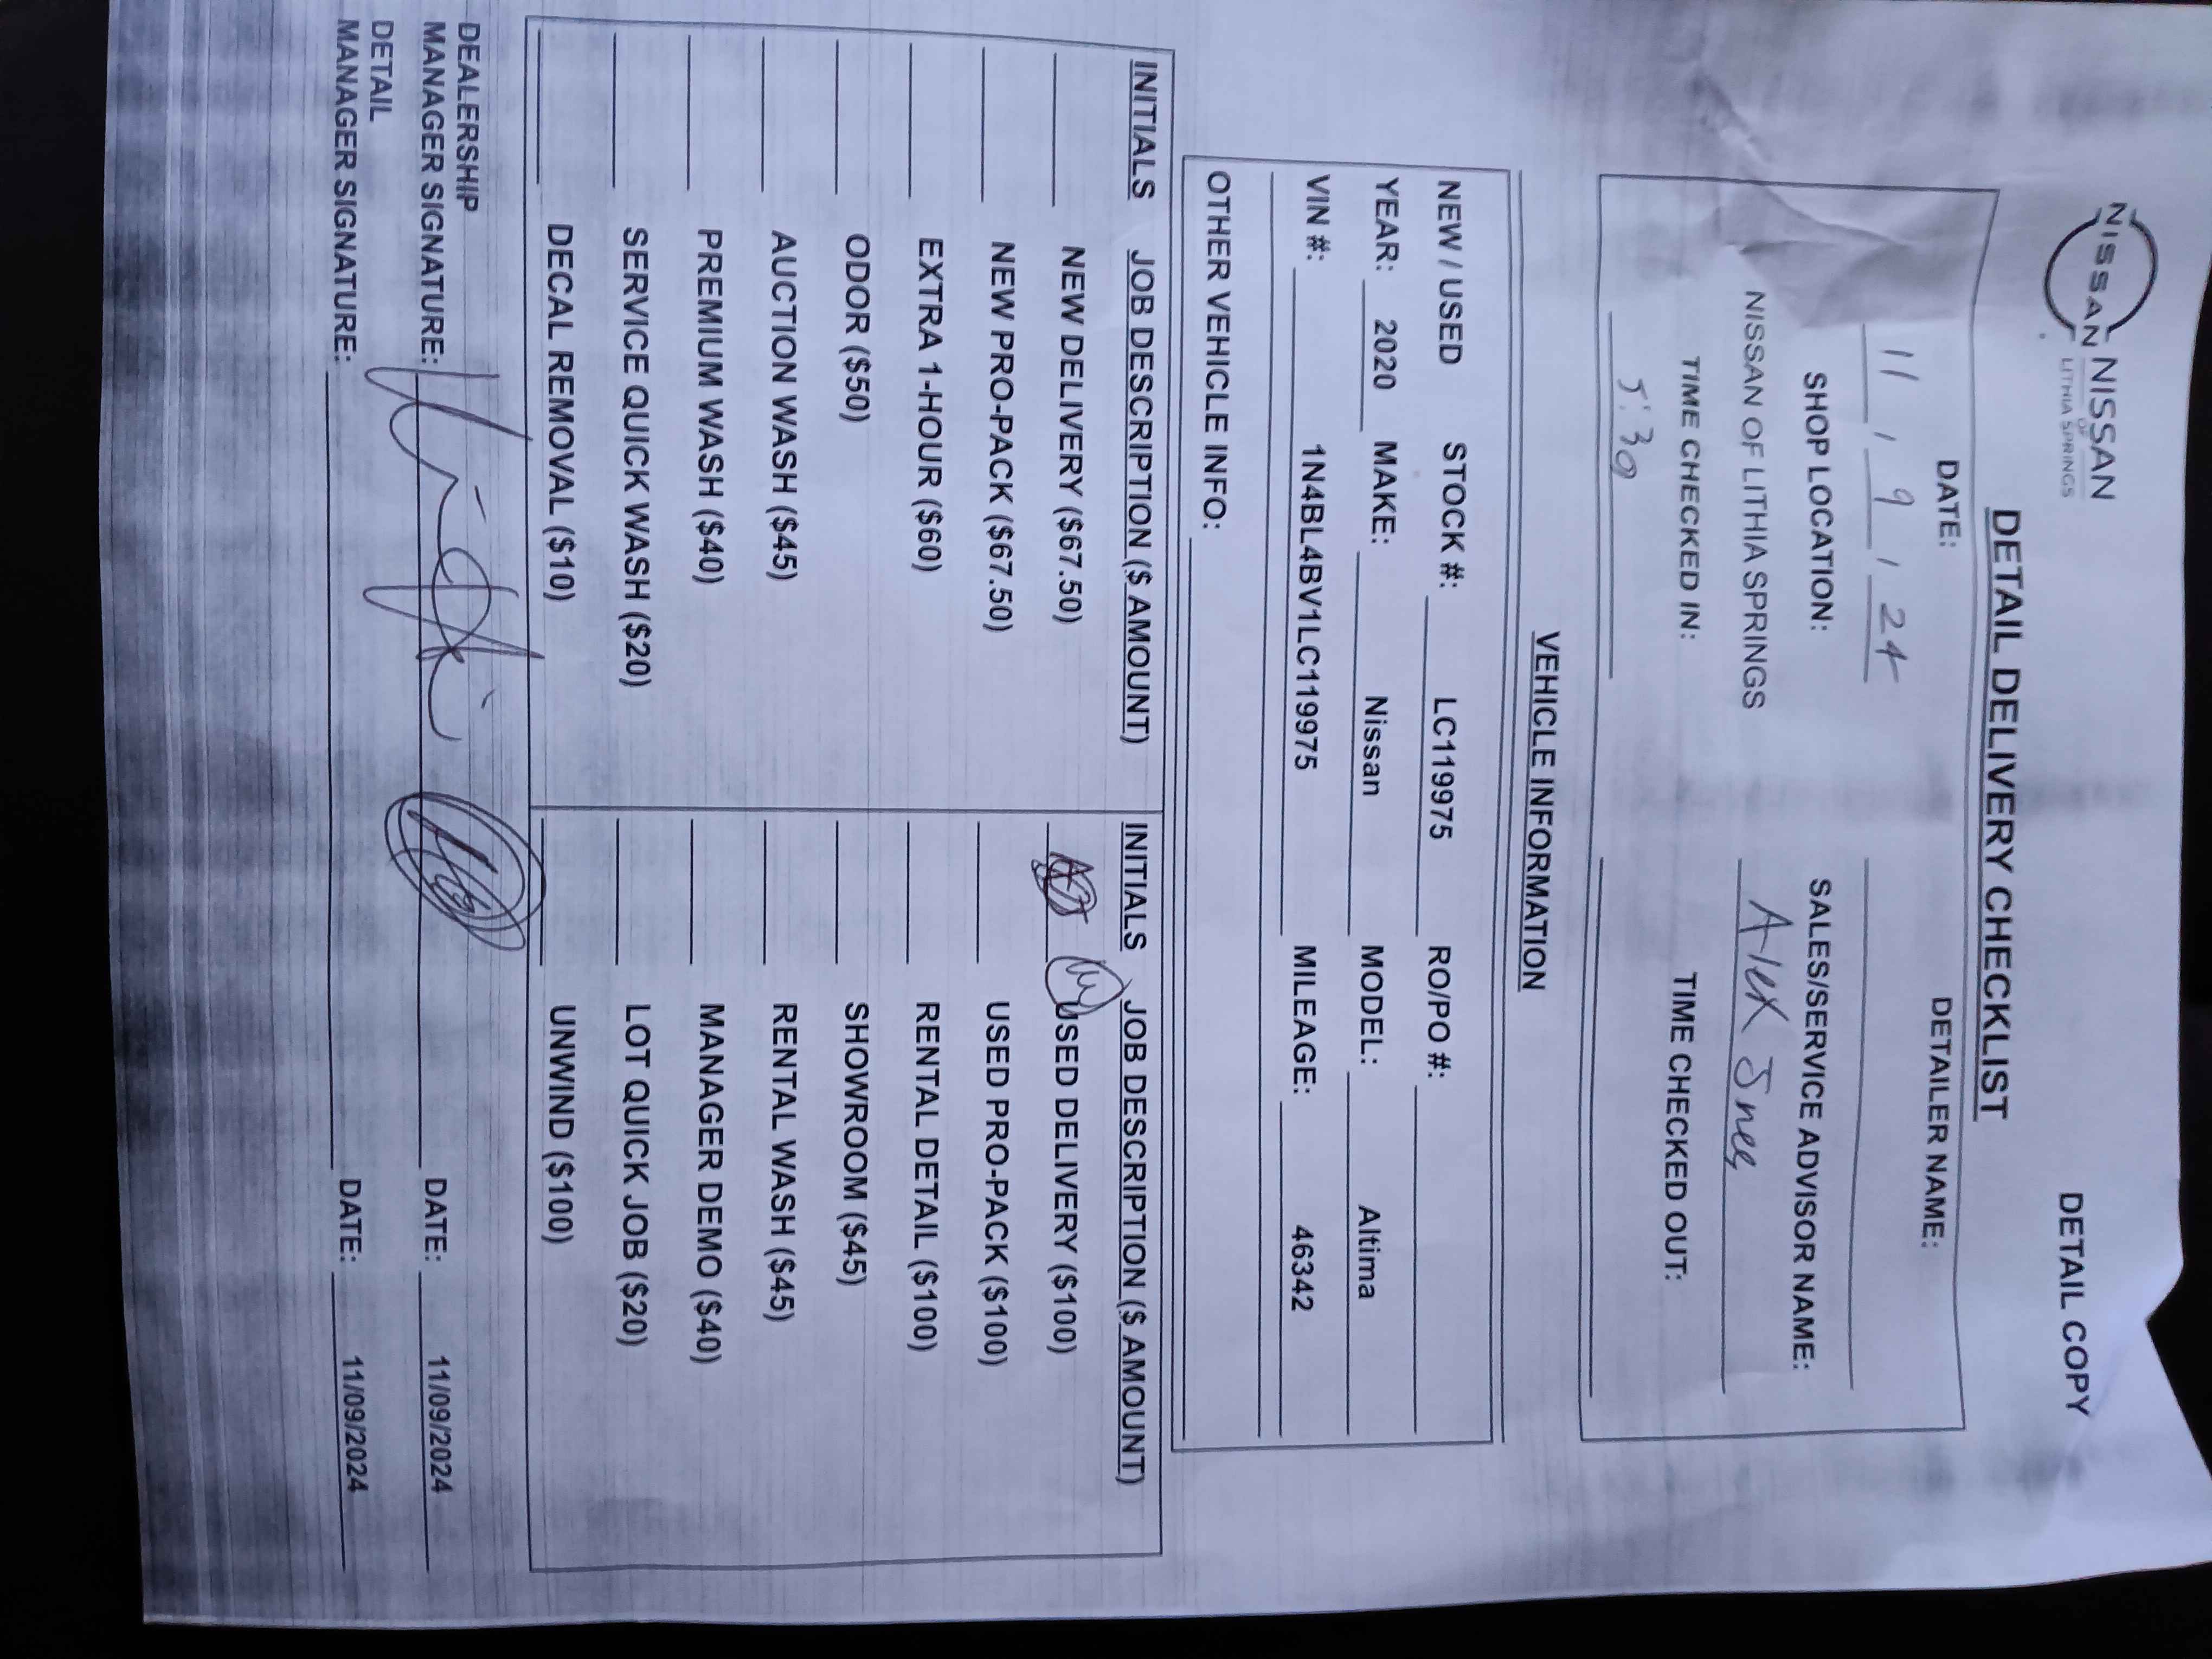 NISSAN NISSAN OF LITHIA SPRINGS DETAIL COPY
DETAIL DELIVERY CHECKLIST
DATE: DETAILER NAME:
11 / 9 / 24
SHOP LOCATION: SALES/SERVICE ADVISOR NAME:
NISSAN OF LITHIA SPRINGS Alex
TIME CHECKED IN: TIME CHECKED OUT:
5:30
VEHICLE INFORMATION
NEW / USED STOCK #: LC119975 RO/PO #:
YEAR: 2020 MAKE: Nissan MODEL: Altima
VIN #: 1N4BL4BV1LC119975 MILEAGE: 46342
OTHER VEHICLE INFO:
INITIALS JOB DESCRIPTION ($ AMOUNT) INITIALS JOB DESCRIPTION ($ AMOUNT)
NEW DELIVERY ($67.50) USED DELIVERY ($100)
NEW PRO-PACK ($67.50) USED PRO-PACK ($100)
EXTRA 1-HOUR ($60) RENTAL DETAIL ($100)
ODOR ($50) SHOWROOM ($45)
AUCTION WASH ($45) RENTAL WASH ($45)
PREMIUM WASH ($40) MANAGER DEMO ($40)
SERVICE QUICK WASH ($20) LOT QUICK JOB ($20)
DECAL REMOVAL ($10) UNWIND ($100)
DEALERSHIP
MANAGER SIGNATURE: DATE: 11/09/2024
DETAIL
MANAGER SIGNATURE: DATE: 11/09/2024